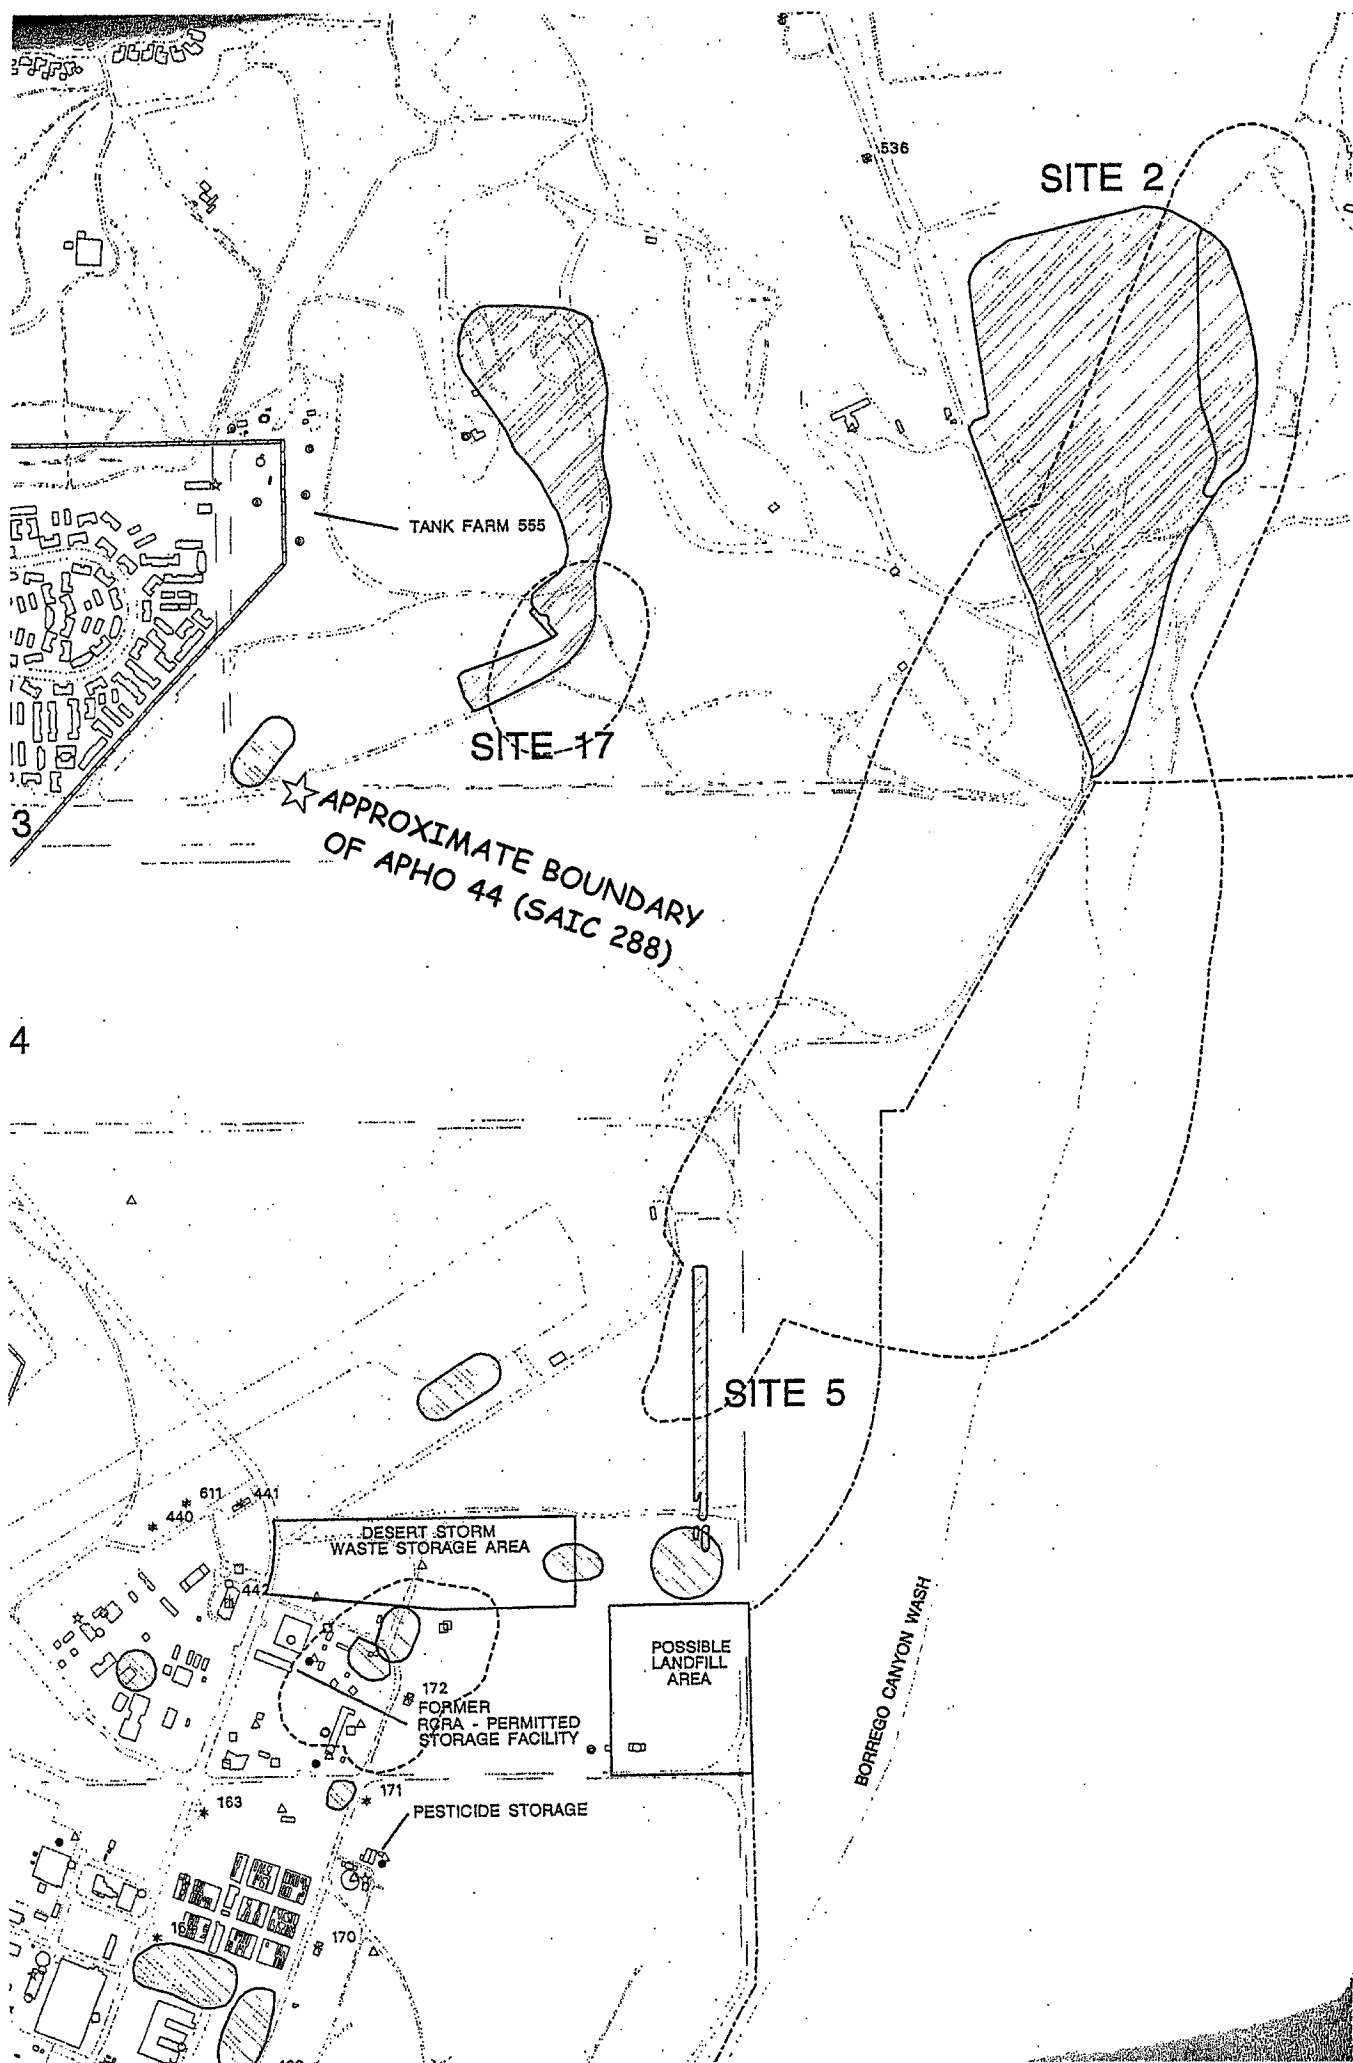 536
SITE 2
TANK FARM 555
SITE 17
3
APPROXIMATE BOUNDARY
OF APHO 44 (SAIC 288)
4
SITE 5
611
441
440
DESERT STORM
WASTE STORAGE AREA
442
POSSIBLE
LANDFILL
AREA
BORREGO CANYON WASH
172
FORMER
RCRA - PERMITTED
STORAGE FACILITY
171
163
PESTICIDE STORAGE
170